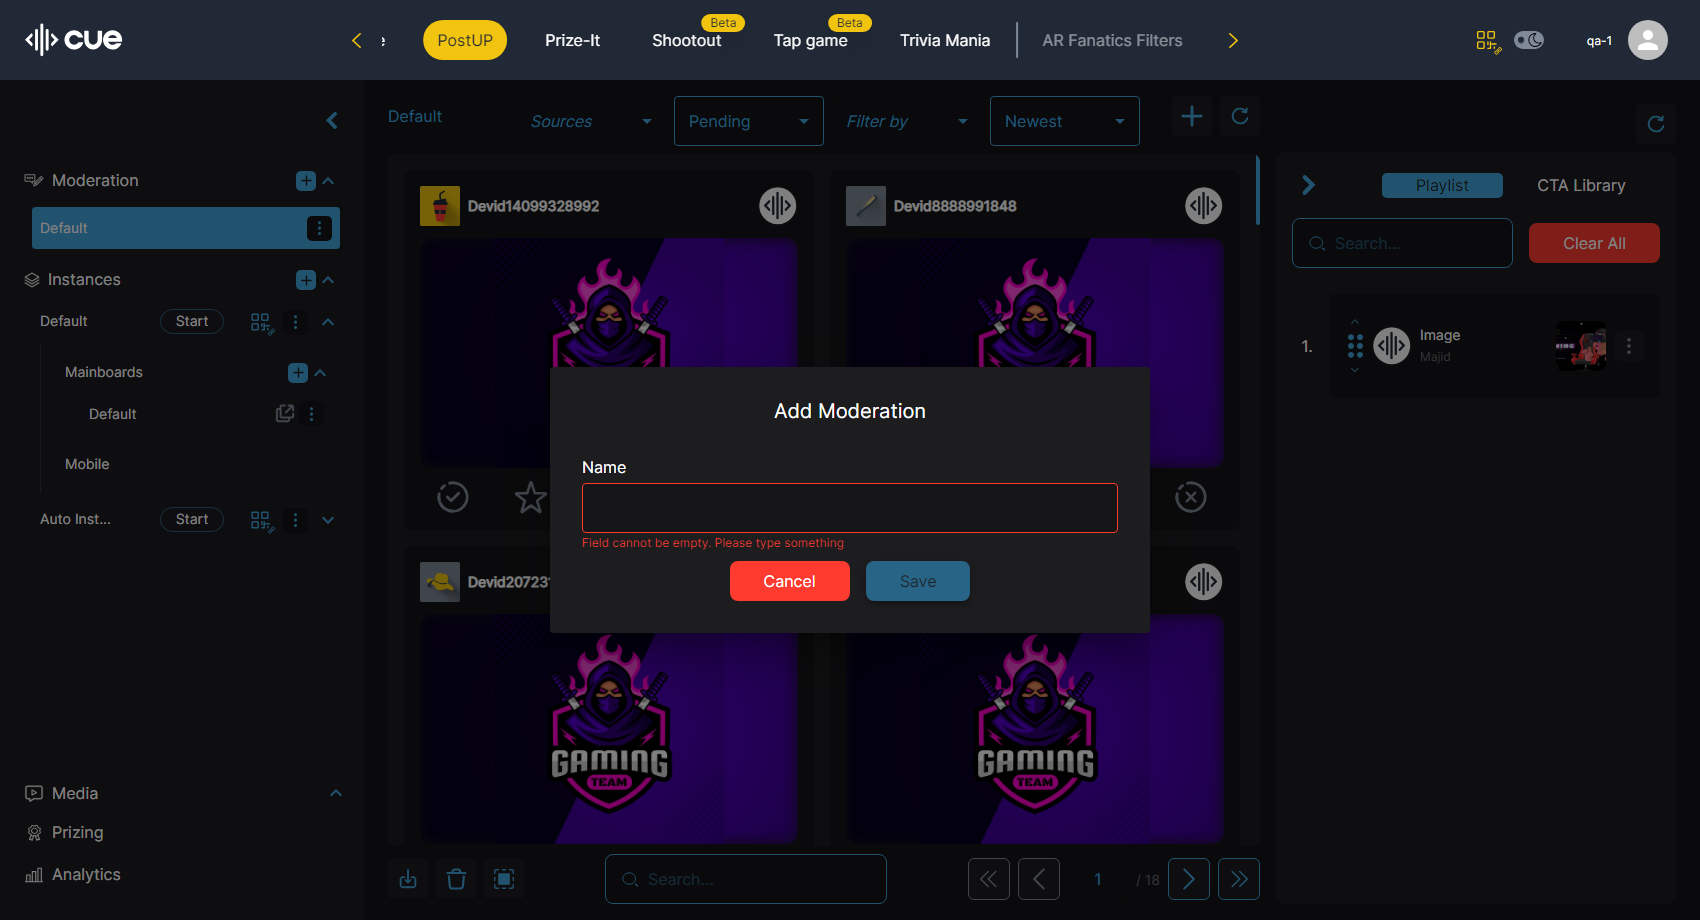 cue
e
PostUP
Prize-It
Shootout
Beta
Tap game
Beta
Trivia Mania
AR Fanatics Filters
qa-1
Default
Sources
Pending
Filter by
Newest
Moderation
Default
Instances
Default
Start
Mainboards
Default
Mobile
Auto Inst...
Start
Media
Prizing
Analytics
Devid14099328992
Devid8888991848
Devid20723
GAMING
TEAM
GAMING
TEAM
Add Moderation
Name
Field cannot be empty. Please type something
Cancel
Save
Search...
1
/ 18
Playlist
CTA Library
Search...
Clear All
1.
Image
Majid